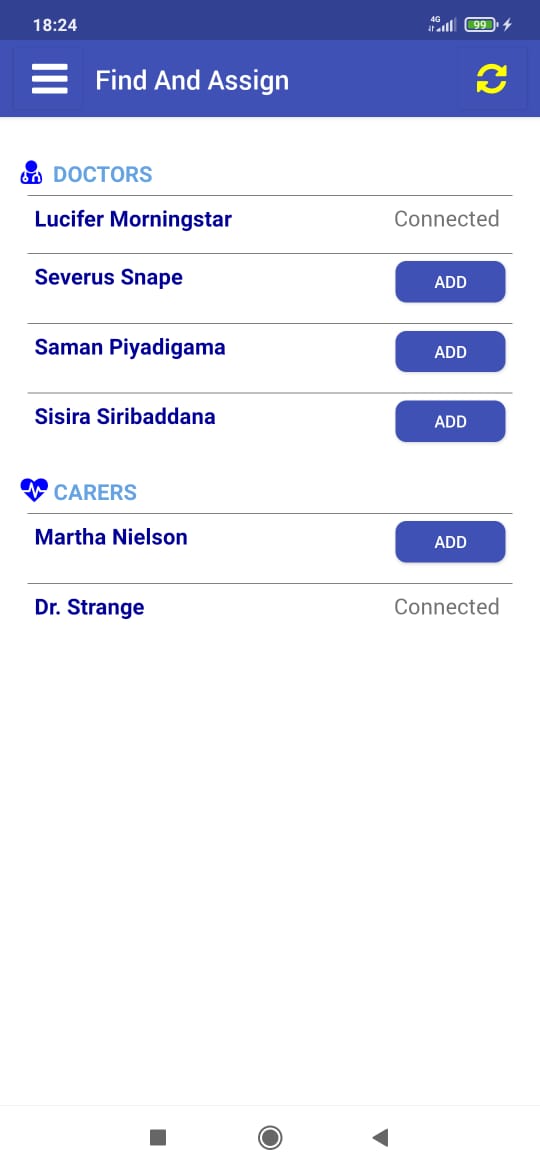 18:24
4G
99
Find And Assign
DOCTORS
Lucifer Morningstar Connected
Severus Snape ADD
Saman Piyadigama ADD
Sisira Siribaddana ADD
CARERS
Martha Nielson ADD
Dr. Strange Connected